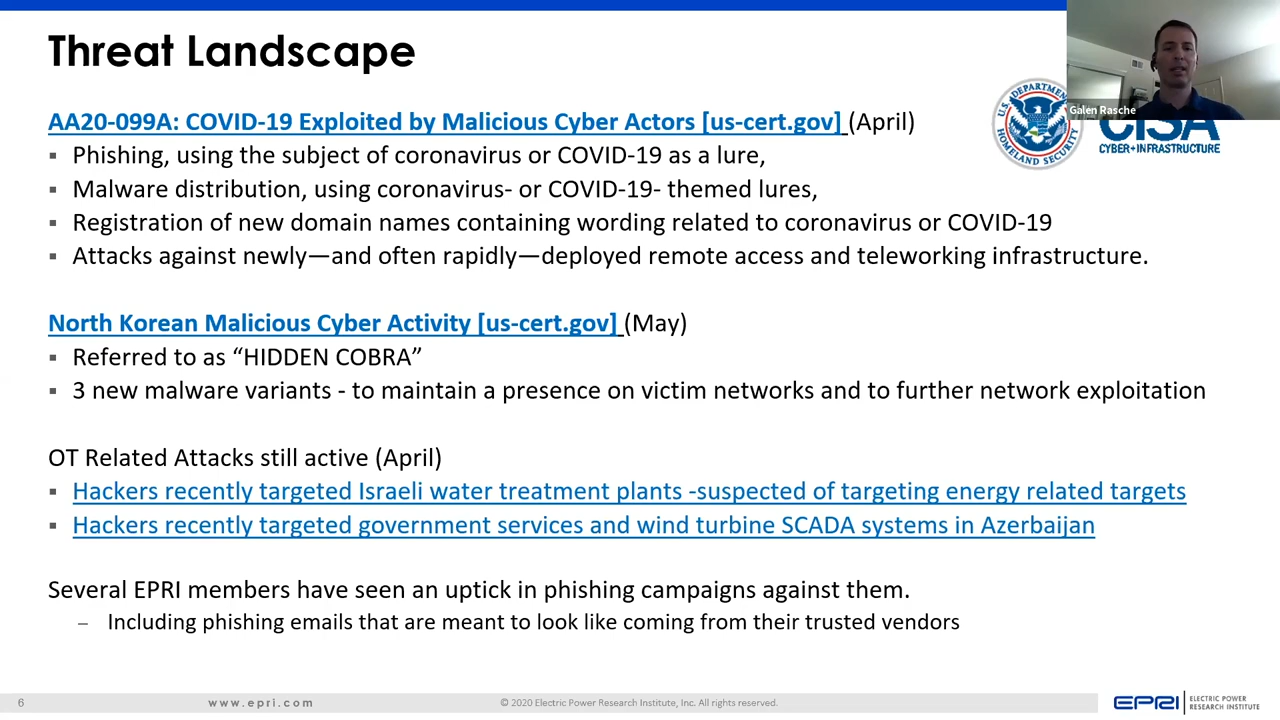 Threat Landscape
Galen Rasche
U.S. DEPARTMENT
HOMELAND SECURITY
CISA
CYBER+INFRASTRUCTURE
AA20-099A: COVID-19 Exploited by Malicious Cyber Actors [us-cert.gov] (April)
▪ Phishing, using the subject of coronavirus or COVID-19 as a lure,
▪ Malware distribution, using coronavirus- or COVID-19- themed lures,
▪ Registration of new domain names containing wording related to coronavirus or COVID-19
▪ Attacks against newly—and often rapidly—deployed remote access and teleworking infrastructure.
North Korean Malicious Cyber Activity [us-cert.gov] (May)
▪ Referred to as “HIDDEN COBRA”
▪ 3 new malware variants - to maintain a presence on victim networks and to further network exploitation
OT Related Attacks still active (April)
▪ Hackers recently targeted Israeli water treatment plants -suspected of targeting energy related targets
▪ Hackers recently targeted government services and wind turbine SCADA systems in Azerbaijan
Several EPRI members have seen an uptick in phishing campaigns against them.
– Including phishing emails that are meant to look like coming from their trusted vendors
6
www.epri.com
© 2020 Electric Power Research Institute, Inc. All rights reserved.
EPRI
ELECTRIC POWER
RESEARCH INSTITUTE